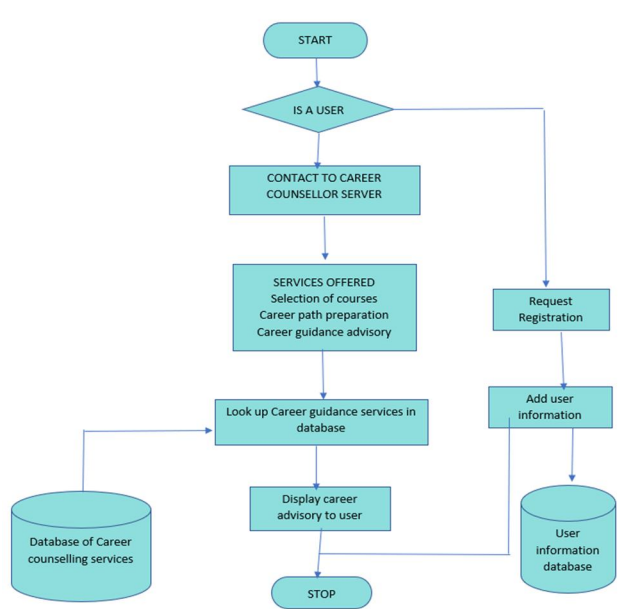 START
IS A USER
CONTACT TO CAREER
COUNSELLOR SERVER
SERVICES OFFERED
Selection of courses
Career path preparation
Career guidance advisory
Request
Registration
Add user
information
Look up Career guidance services in
database
Display career
advisory to user
Database of Career
counselling services
User
information
database
STOP